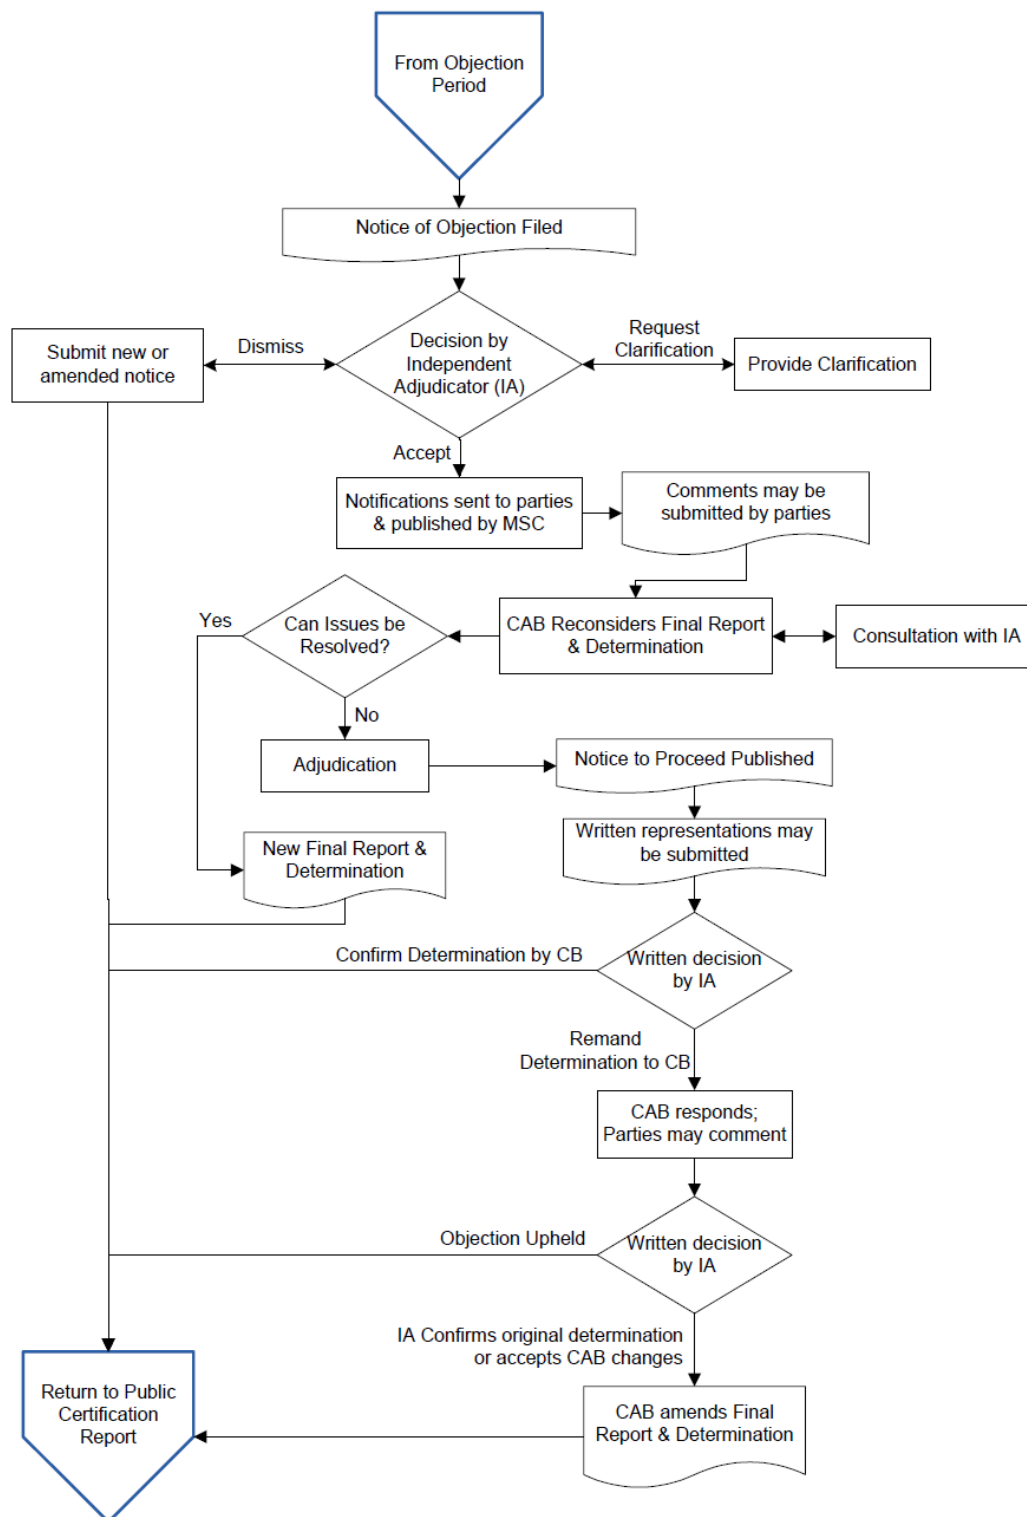 From Objection
Period
Notice of Objection Filed
Submit new or
amended notice
Dismiss
Decision by
Independent
Adjudicator (IA)
Request
Clarification
Provide Clarification
Accept
Notifications sent to parties
& published by MSC
Comments may be
submitted by parties
Yes
Can Issues be
Resolved?
CAB Reconsiders Final Report
& Determination
Consultation with IA
No
Adjudication
Notice to Proceed Published
New Final Report &
Determination
Written representations may
be submitted
Confirm Determination by CB
Written decision
by IA
Remand
Determination to CB
CAB responds;
Parties may comment
Objection Upheld
Written decision
by IA
IA Confirms original determination
or accepts CAB changes
Return to Public
Certification
Report
CAB amends Final
Report & Determination